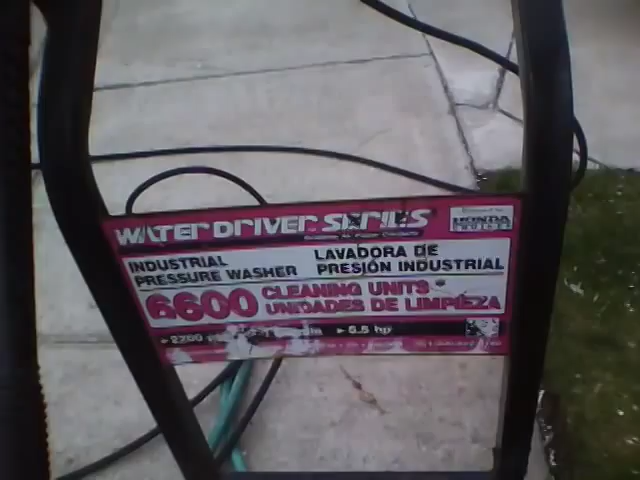 WATER DRIVER SERIES
HONDA
INDUSTRIAL
PRESSURE WASHER
LAVADORA DE
PRESIÓN INDUSTRIAL
6600 CLEANING UNITS*
UNIDADES DE LIMPIEZA
▸ 2200 ▸ 5.5 hp